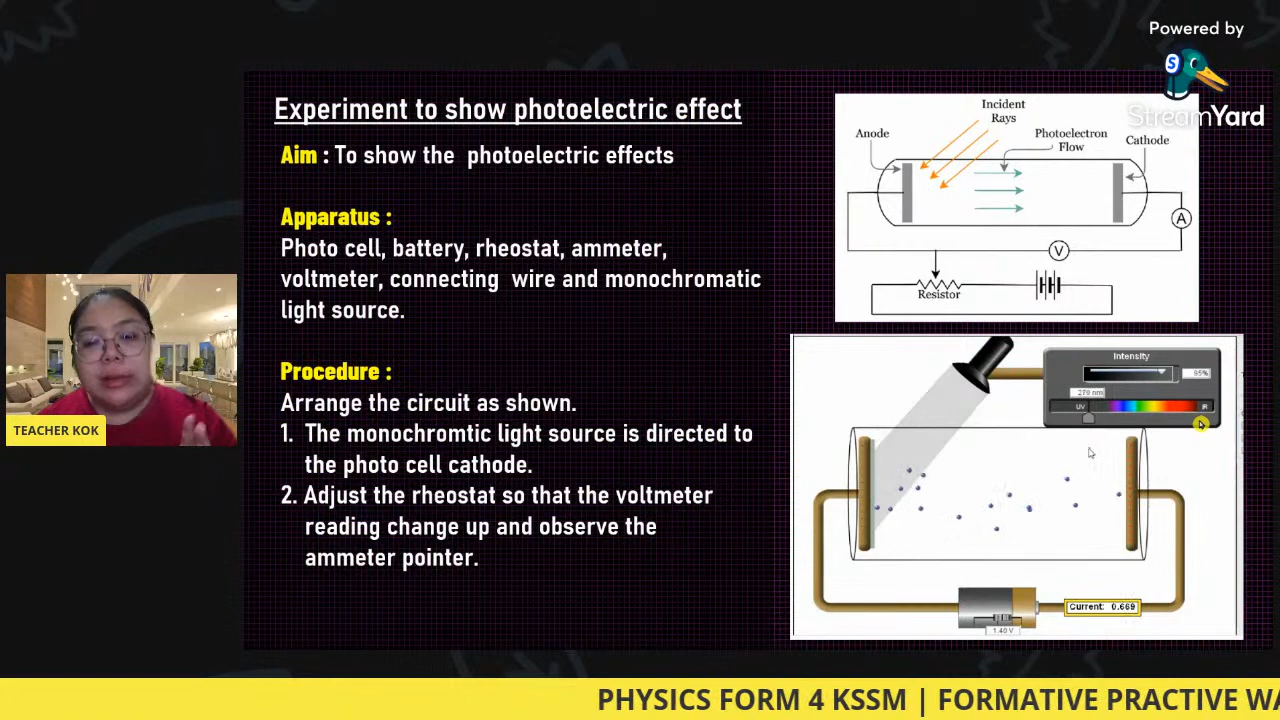 Powered by
S
StreamYard
Experiment to show photoelectric effect
Aim : To show the photoelectric effects
Apparatus :
Photo cell, battery, rheostat, ammeter,
voltmeter, connecting wire and monochromatic
light source.
Procedure :
Arrange the circuit as shown.
1. The monochromtic light source is directed to
the photo cell cathode.
2. Adjust the rheostat so that the voltmeter
reading change up and observe the
ammeter pointer.
Incident
Rays
Anode
Photoelectron
Flow
Cathode
A
V
Resistor
Intensity
95%
279 nm
UV
IR
Current: 0.669
1.40 V
TEACHER KOK
PHYSICS FORM 4 KSSM | FORMATIVE PRACTIVE WA